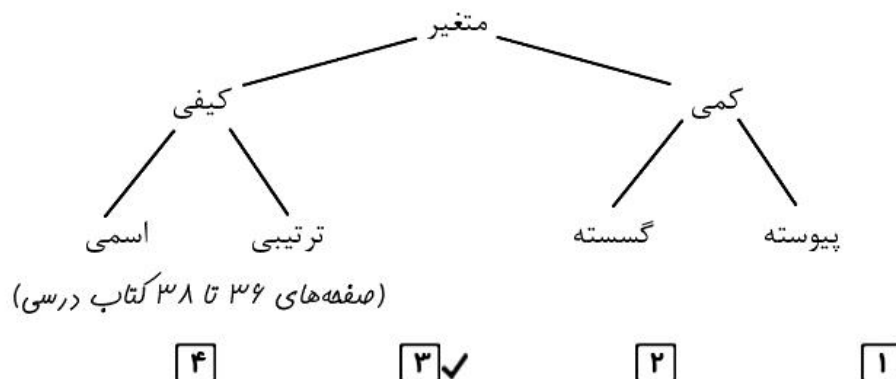 متغیر
کمی کیفی
پیوسته گسسته ترتیبی اسمی
(صفحه‌های ۳۶ تا ۳۸ کتاب درسی)
۱ ۲ ۳ ۴